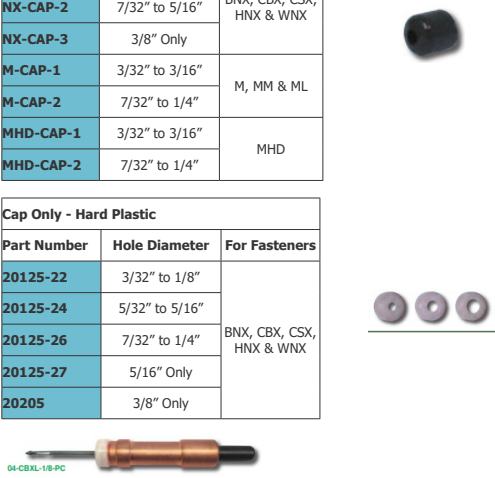 NX-CAP-2 7/32” to 5/16” BNX, CBX, CSX,
HNX & WNX
NX-CAP-3 3/8” Only
M-CAP-1 3/32” to 3/16” M, MM & ML
M-CAP-2 7/32” to 1/4”
MHD-CAP-1 3/32” to 3/16” MHD
MHD-CAP-2 7/32” to 1/4”
Cap Only - Hard Plastic
Part Number Hole Diameter For Fasteners
20125-22 3/32” to 1/8”
20125-24 5/32” to 5/16”
20125-26 7/32” to 1/4” BNX, CBX, CSX,
HNX & WNX
20125-27 5/16” Only
20205 3/8” Only
04-CBXL-1/8-PC